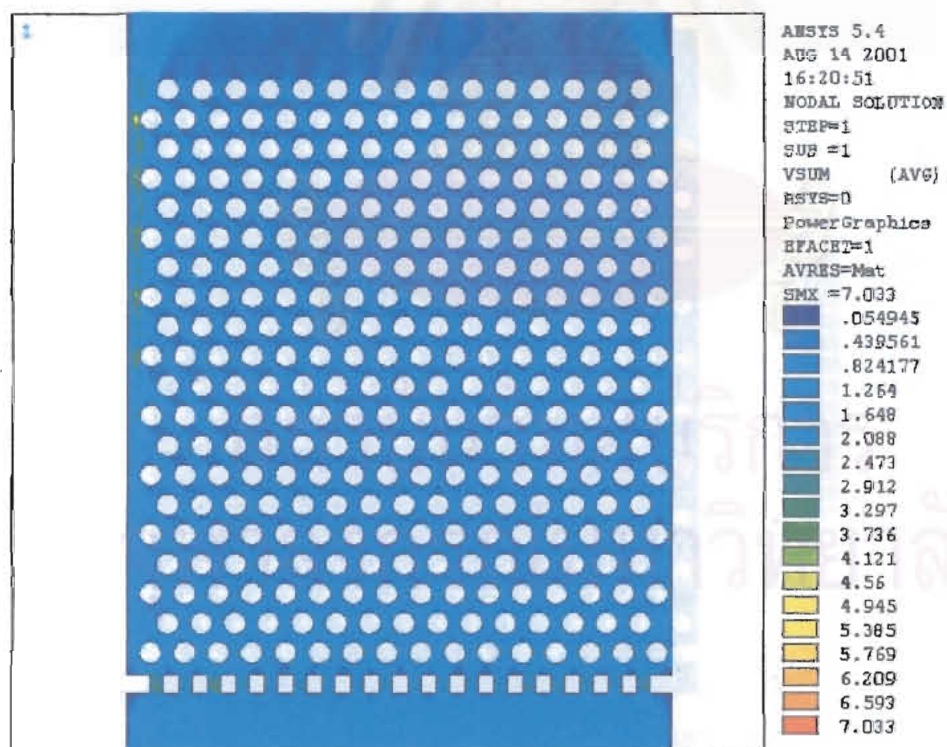 1
ANSYS 5.4
AUG 14 2001
16:20:51
NODAL SOLUTION
STEP=1
SUB =1
VSUM (AVG)
RSYS=0
PowerGraphics
EFACET=1
AVRES=Mat
SMX =7.033
.054945
.439561
.824177
1.264
1.648
2.088
2.473
2.912
3.297
3.736
4.121
4.56
4.945
5.385
5.769
6.209
6.593
7.033